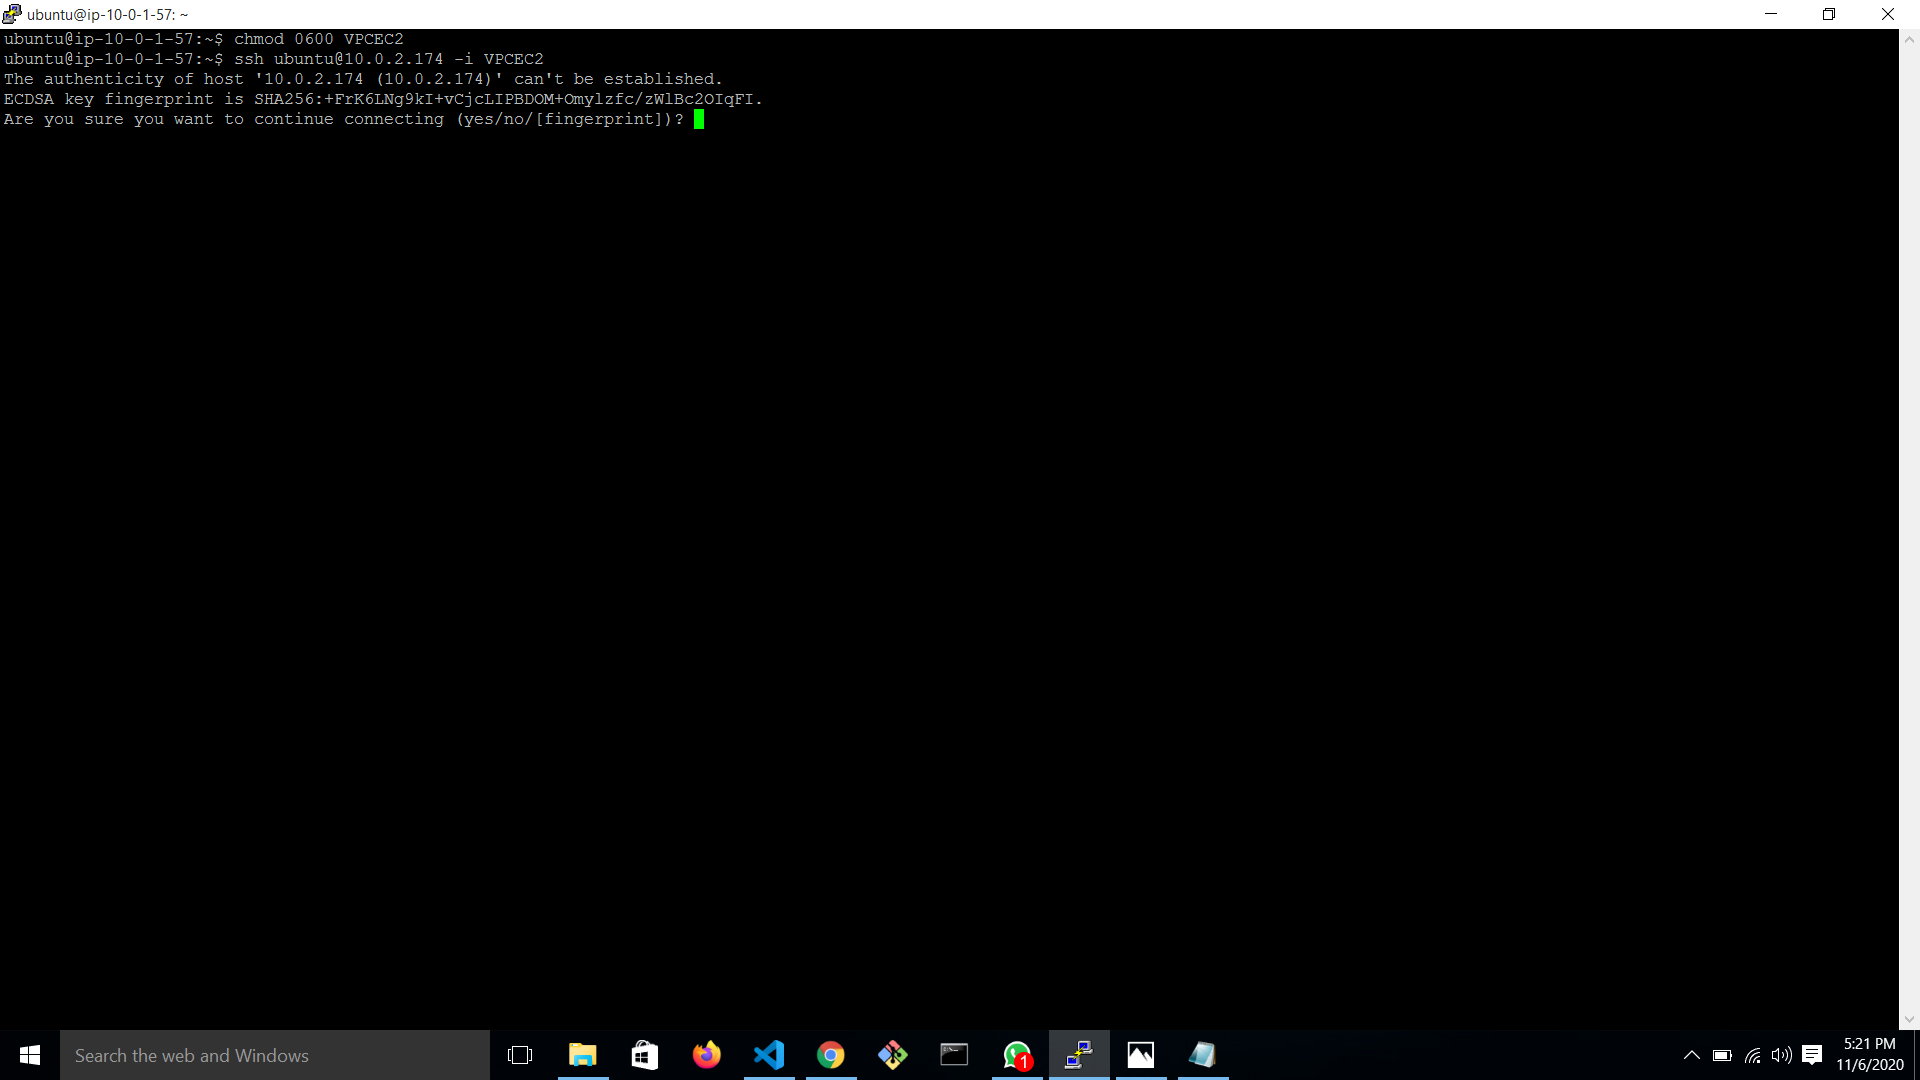 ubuntu@ip-10-0-1-57: ~
ubuntu@ip-10-0-1-57:~$ chmod 0600 VPCEC2
ubuntu@ip-10-0-1-57:~$ ssh ubuntu@10.0.2.174 -i VPCEC2
The authenticity of host '10.0.2.174 (10.0.2.174)' can't be established.
ECDSA key fingerprint is SHA256:+FrK6LNg9kI+vCjcLIPBDOM+Omylzfc/zWlBc2OIqFI.
Are you sure you want to continue connecting (yes/no/[fingerprint])?
Search the web and Windows
1
5:21 PM
11/6/2020